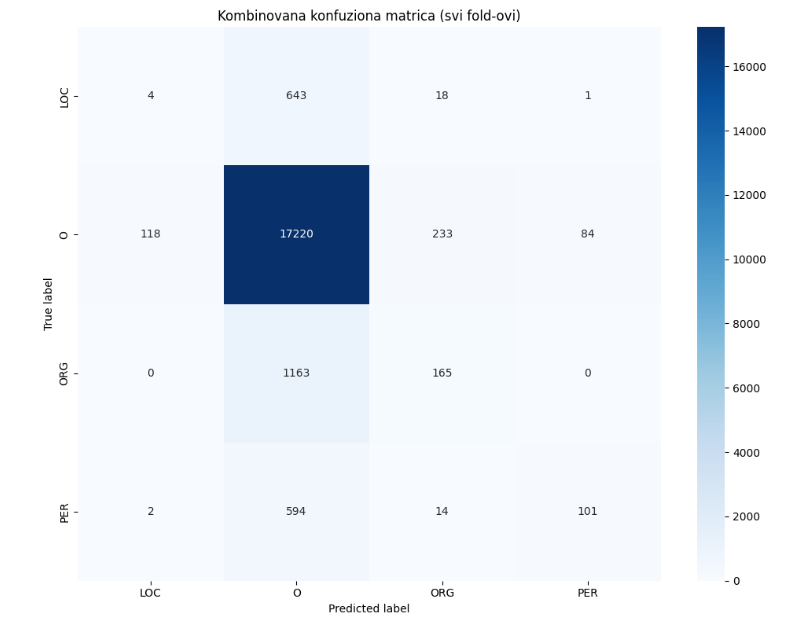 Kombinovana konfuziona matrica (svi fold-ovi)
LOC 4 643 18 1
O 118 17220 233 84
ORG 0 1163 165 0
PER 2 594 14 101
LOC O ORG PER
Predicted label
True label
16000
14000
12000
10000
8000
6000
4000
2000
0